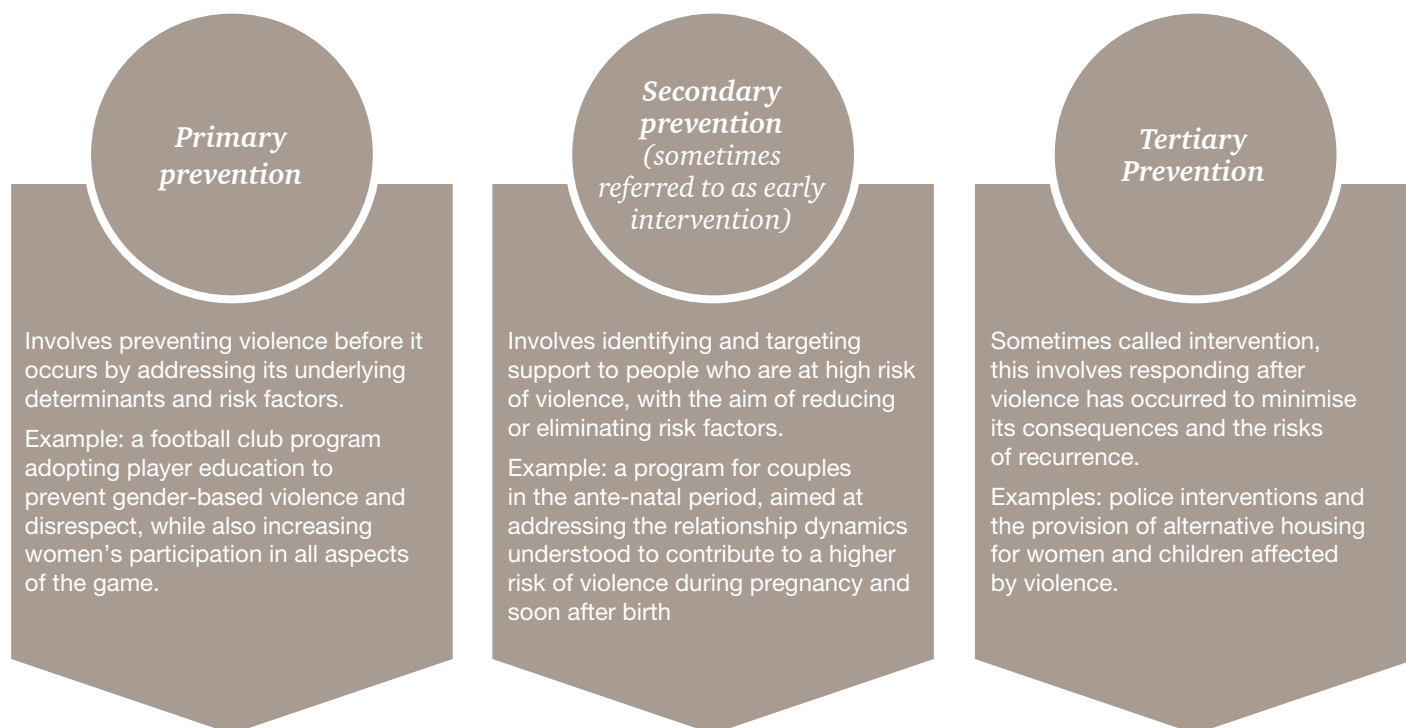 Primary
prevention
Involves preventing violence before it
occurs by addressing its underlying
determinants and risk factors.
Example: a football club program
adopting player education to
prevent gender-based violence and
disrespect, while also increasing
women’s participation in all aspects
of the game.
Secondary
prevention
(sometimes
referred to as early
intervention)
Involves identifying and targeting
support to people who are at high risk
of violence, with the aim of reducing
or eliminating risk factors.
Example: a program for couples
in the ante-natal period, aimed at
addressing the relationship dynamics
understood to contribute to a higher
risk of violence during pregnancy and
soon after birth
Tertiary
Prevention
Sometimes called intervention,
this involves responding after
violence has occurred to minimise
its consequences and the risks
of recurrence.
Examples: police interventions and
the provision of alternative housing
for women and children affected
by violence.